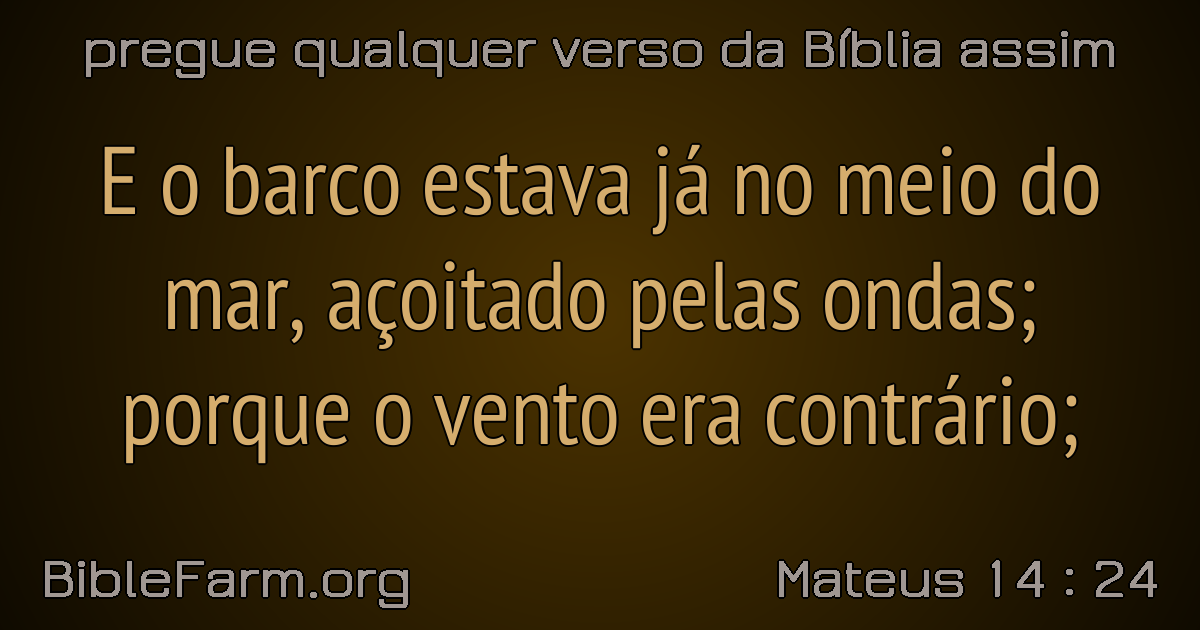 pregue qualquer verso da Bíblia assim
E o barco estava já no meio do
mar, açoitado pelas ondas;
porque o vento era contrário;
BibleFarm.org
Mateus 14 : 24